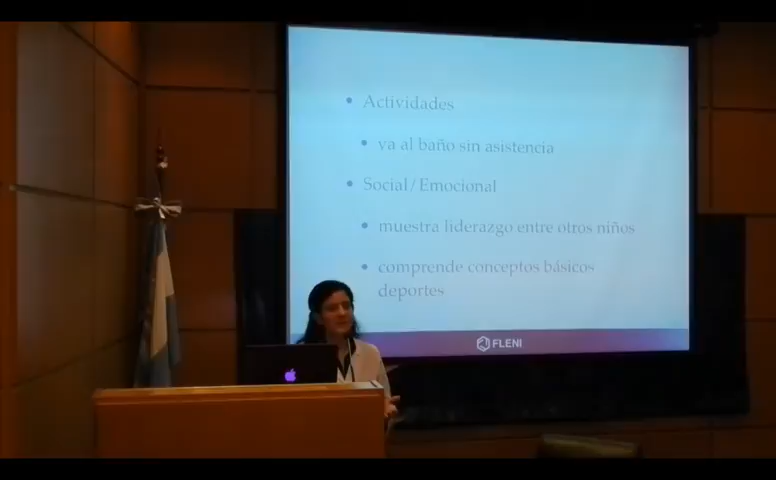 • Actividades
• va al baño sin asistencia
• Social/Emocional
• muestra liderazgo entre otros niños
• comprende conceptos básicos
deportes
FLENI